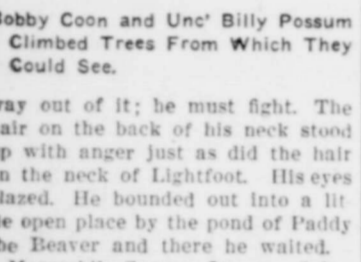 obby Coon and Unc' Billy Possum
Climbed Trees From Which They
Could See.
ray out of it; he must fight. The
air on the back of his neck stood
p with anger just as did the hair
n the neck of Lightfoot. His eyes
lazed. He bounded out into a lit
le open place by the pond of Paddy
he Beaver and there he waited.